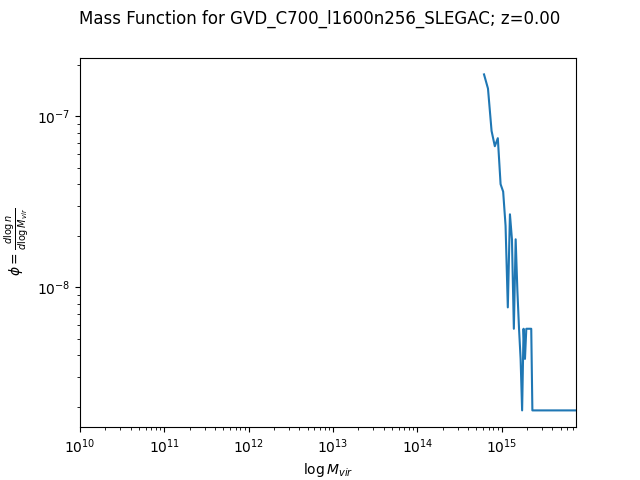 Mass Function for GVD_C700_l1600n256_SLEGAC; z=0.00
10⁻⁷
10⁻⁸
ϕ = d log n / d log M_vir
10¹⁰ 10¹¹ 10¹² 10¹³ 10¹⁴ 10¹⁵
log M_vir